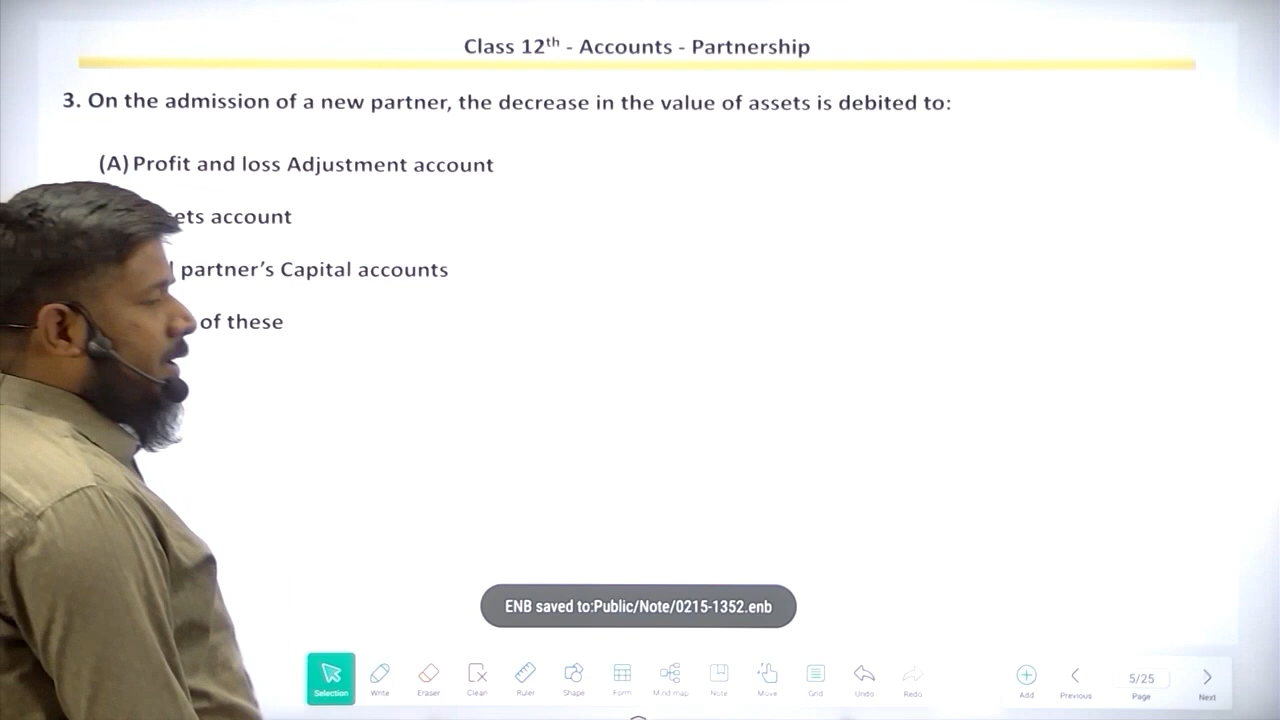 Class 12th - Accounts - Partnership
3. On the admission of a new partner, the decrease in the value of assets is debited to:
(A) Profit and loss Adjustment account
account
partner's Capital accounts
of these
ENB saved to:Public/Note/0215-1352.enb
Selection Write Eraser Clean Ruler Shape Form Mind map Note Move Grid Undo Redo Add Previous 5/25 Page Next